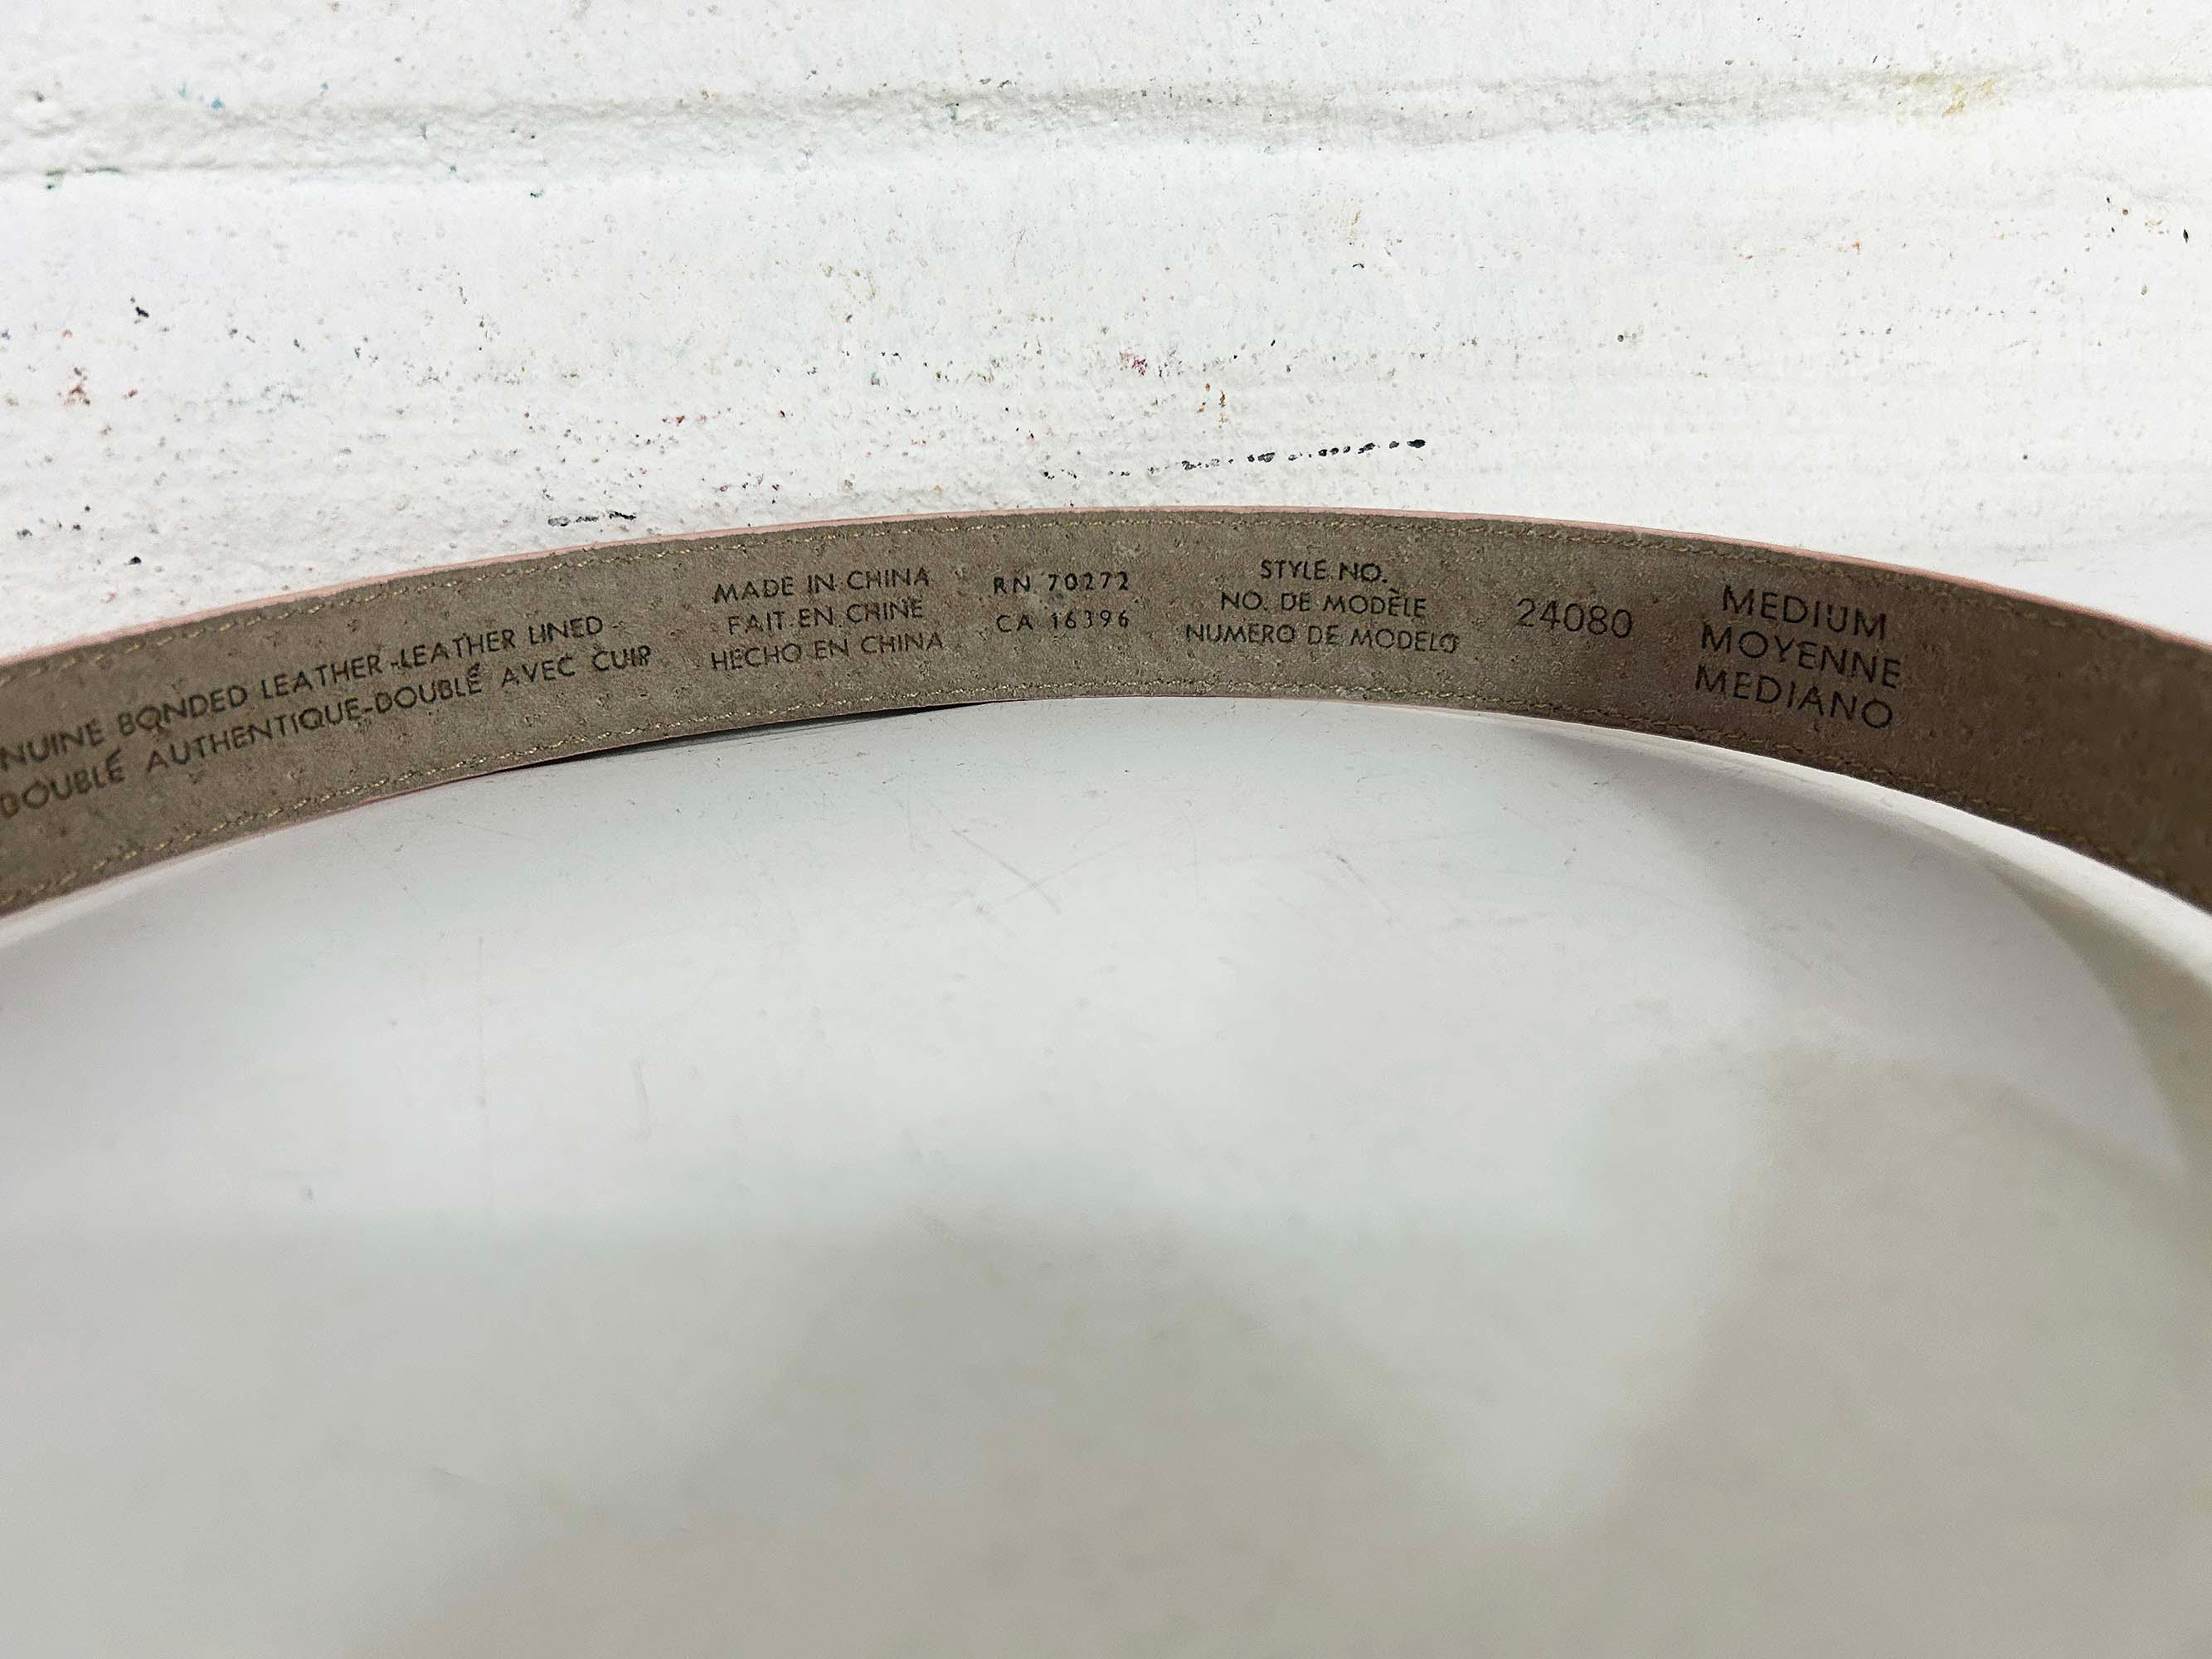 BONDED LEATHER-LEATHER LINED
DOUBLÉ AUTHENTIQUE-DOUBLÉ AVEC CUIR
MADE IN CHINA
FAIT EN CHINE
HECHO EN CHINA
RN 70272
CA 16396
STYLE NO.
NO. DE MODÈLE
NUMERO DE MODELO
24080
MEDIUM
MOYENNE
MEDIANO